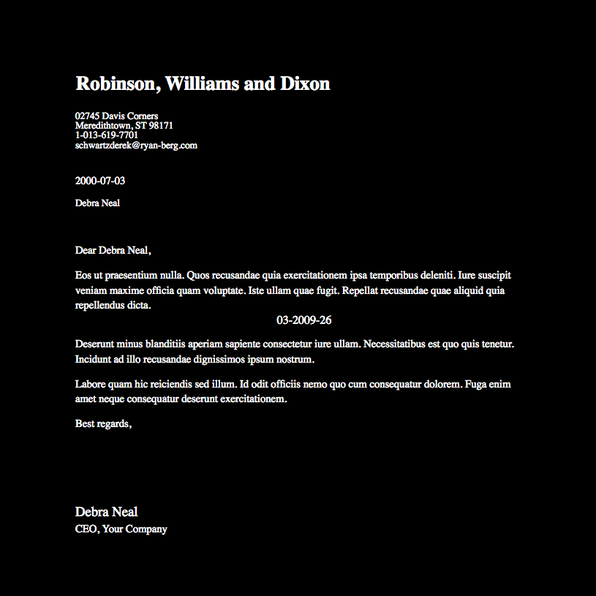 Robinson, Williams and Dixon
02745 Davis Corners
Meredithtown, ST 98171
1-013-619-7701
schwartzderek@ryan-berg.com
2000-07-03
Debra Neal
Dear Debra Neal,
Eos ut praesentium nulla. Quos recusandae quia exercitationem ipsa temporibus deleniti. Iure suscipit
veniam maxime officia quam voluptate. Iste ullam quae fugit. Repellat recusandae quae aliquid quia
repellendus dicta.
03-2009-26
Deserunt minus blanditiis aperiam sapiente consectetur iure ullam. Necessitatibus est quo quis tenetur.
Incidunt ad illo recusandae dignissimos ipsum nostrum.
Labore quam hic reiciendis sed illum. Id odit officiis nemo quo cum consequatur dolorem. Fuga enim
amet neque consequatur deserunt exercitationem.
Best regards,
Debra Neal
CEO, Your Company